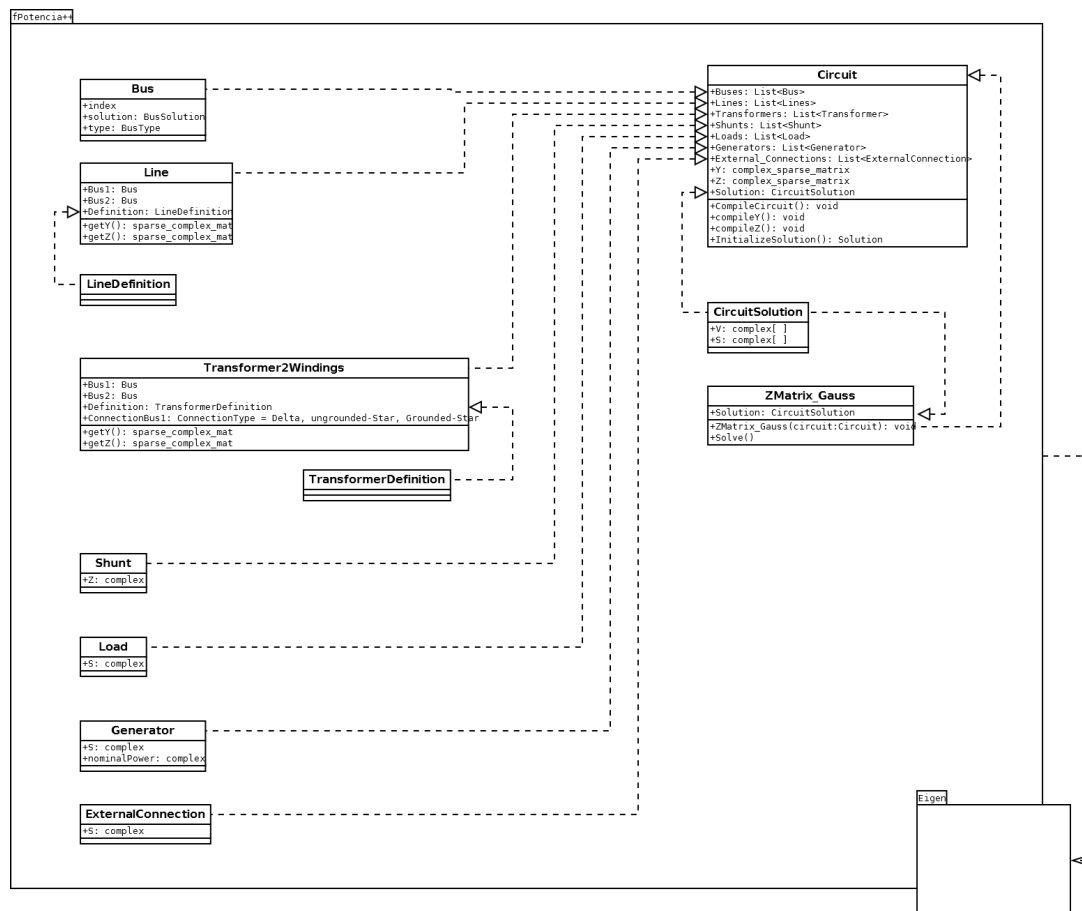 fPotencia++
Bus
+index
+solution: BusSolution
+type: BusType
Line
+Bus1: Bus
+Bus2: Bus
+Definition: LineDefinition
+getY(): sparse_complex_mat
+getZ(): sparse_complex_mat
LineDefinition
Transformer2Windings
+Bus1: Bus
+Bus2: Bus
+Definition: TransformerDefinition
+ConnectionBus1: ConnectionType = Delta, ungrounded-Star, Grounded-Star
+getY(): sparse_complex_mat
+getZ(): sparse_complex_mat
TransformerDefinition
Shunt
+Z: complex
Load
+S: complex
Generator
+S: complex
+nominalPower: complex
ExternalConnection
+S: complex
Circuit
+Buses: List<Bus>
+Lines: List<Lines>
+Transformers: List<Transformer>
+Shunts: List<Shunt>
+Loads: List<Load>
+Generators: List<Generator>
+External_Connections: List<ExternalConnection>
+Y: complex_sparse_matrix
+Z: complex_sparse_matrix
+Solution: CircuitSolution
+CompileCircuit(): void
+compileY(): void
+compileZ(): void
+InitializeSolution(): Solution
CircuitSolution
+V: complex[ ]
+S: complex[ ]
ZMatrix_Gauss
+Solution: CircuitSolution
+ZMatrix_Gauss(circuit:Circuit): void
+Solve()
Eigen